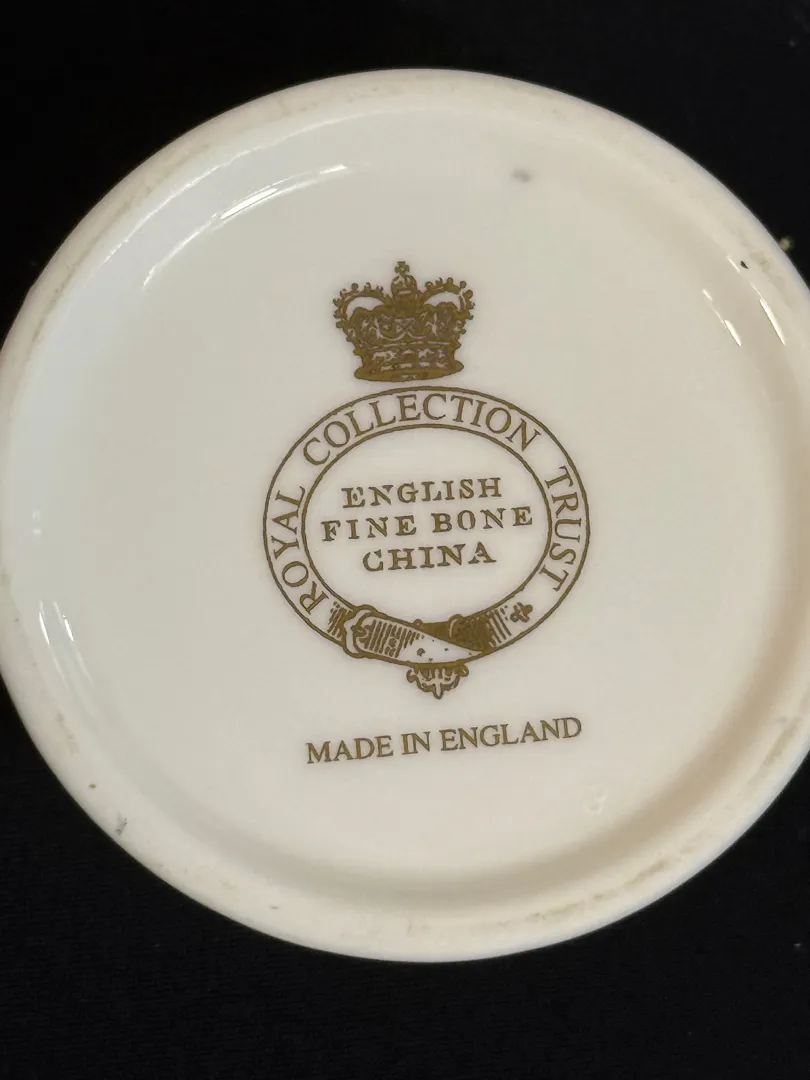 ROYAL COLLECTION TRUST
ENGLISH
FINE BONE
CHINA
MADE IN ENGLAND